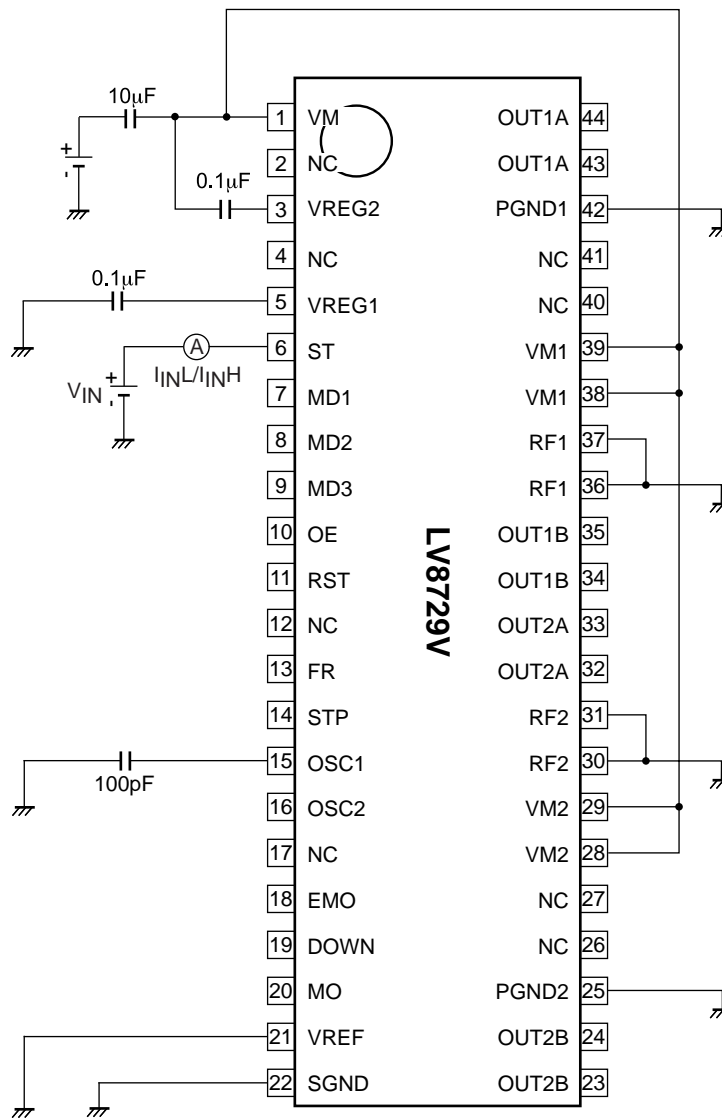 10µF
+
-
0.1µF
0.1µF
A
IINL/IINH
VIN
+
-
100pF
LV8729V
1 VM
2 NC
3 VREG2
4 NC
5 VREG1
6 ST
7 MD1
8 MD2
9 MD3
10 OE
11 RST
12 NC
13 FR
14 STP
15 OSC1
16 OSC2
17 NC
18 EMO
19 DOWN
20 MO
21 VREF
22 SGND
OUT1A 44
OUT1A 43
PGND1 42
NC 41
NC 40
VM1 39
VM1 38
RF1 37
RF1 36
OUT1B 35
OUT1B 34
OUT2A 33
OUT2A 32
RF2 31
RF2 30
VM2 29
VM2 28
NC 27
NC 26
PGND2 25
OUT2B 24
OUT2B 23